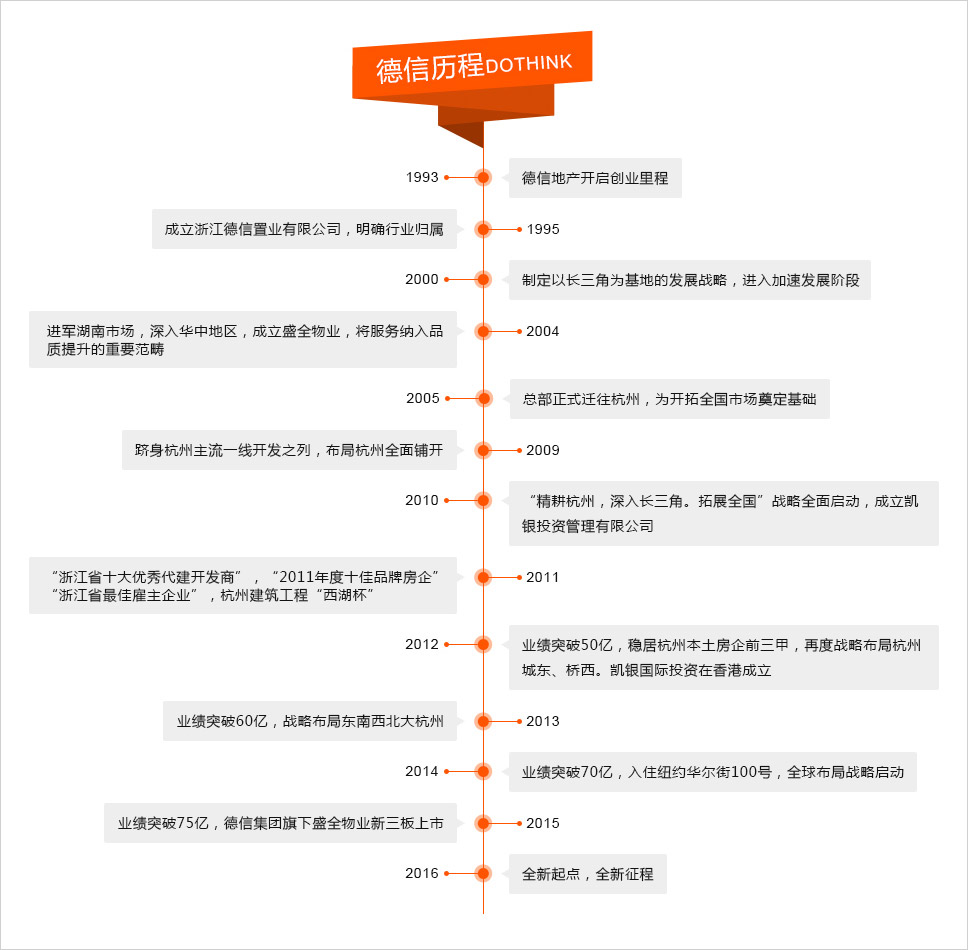 德信历程DOTHINK
1993
德信地产开启创业里程
成立浙江德信置业有限公司，明确行业归属
1995
2000
制定以长三角为基地的发展战略，进入加速发展阶段
进军湖南市场，深入华中地区，成立盛全物业，将服务纳入品
质提升的重要范畴
2004
2005
总部正式迁往杭州，为开拓全国市场奠定基础
跻身杭州主流一线开发之列，布局杭州全面铺开
2009
2010
“精耕杭州，深入长三角。拓展全国”战略全面启动，成立凯
银投资管理有限公司
“浙江省十大优秀代建开发商”，“2011年度十佳品牌房企”
“浙江省最佳雇主企业”，杭州建筑工程“西湖杯”
2011
2012
业绩突破50亿，稳居杭州本土房企前三甲，再度战略布局杭州
城东、桥西。凯银国际投资在香港成立
业绩突破60亿，战略布局东南西北大杭州
2013
2014
业绩突破70亿，入住纽约华尔街100号，全球布局战略启动
业绩突破75亿，德信集团旗下盛全物业新三板上市
2015
2016
全新起点，全新征程